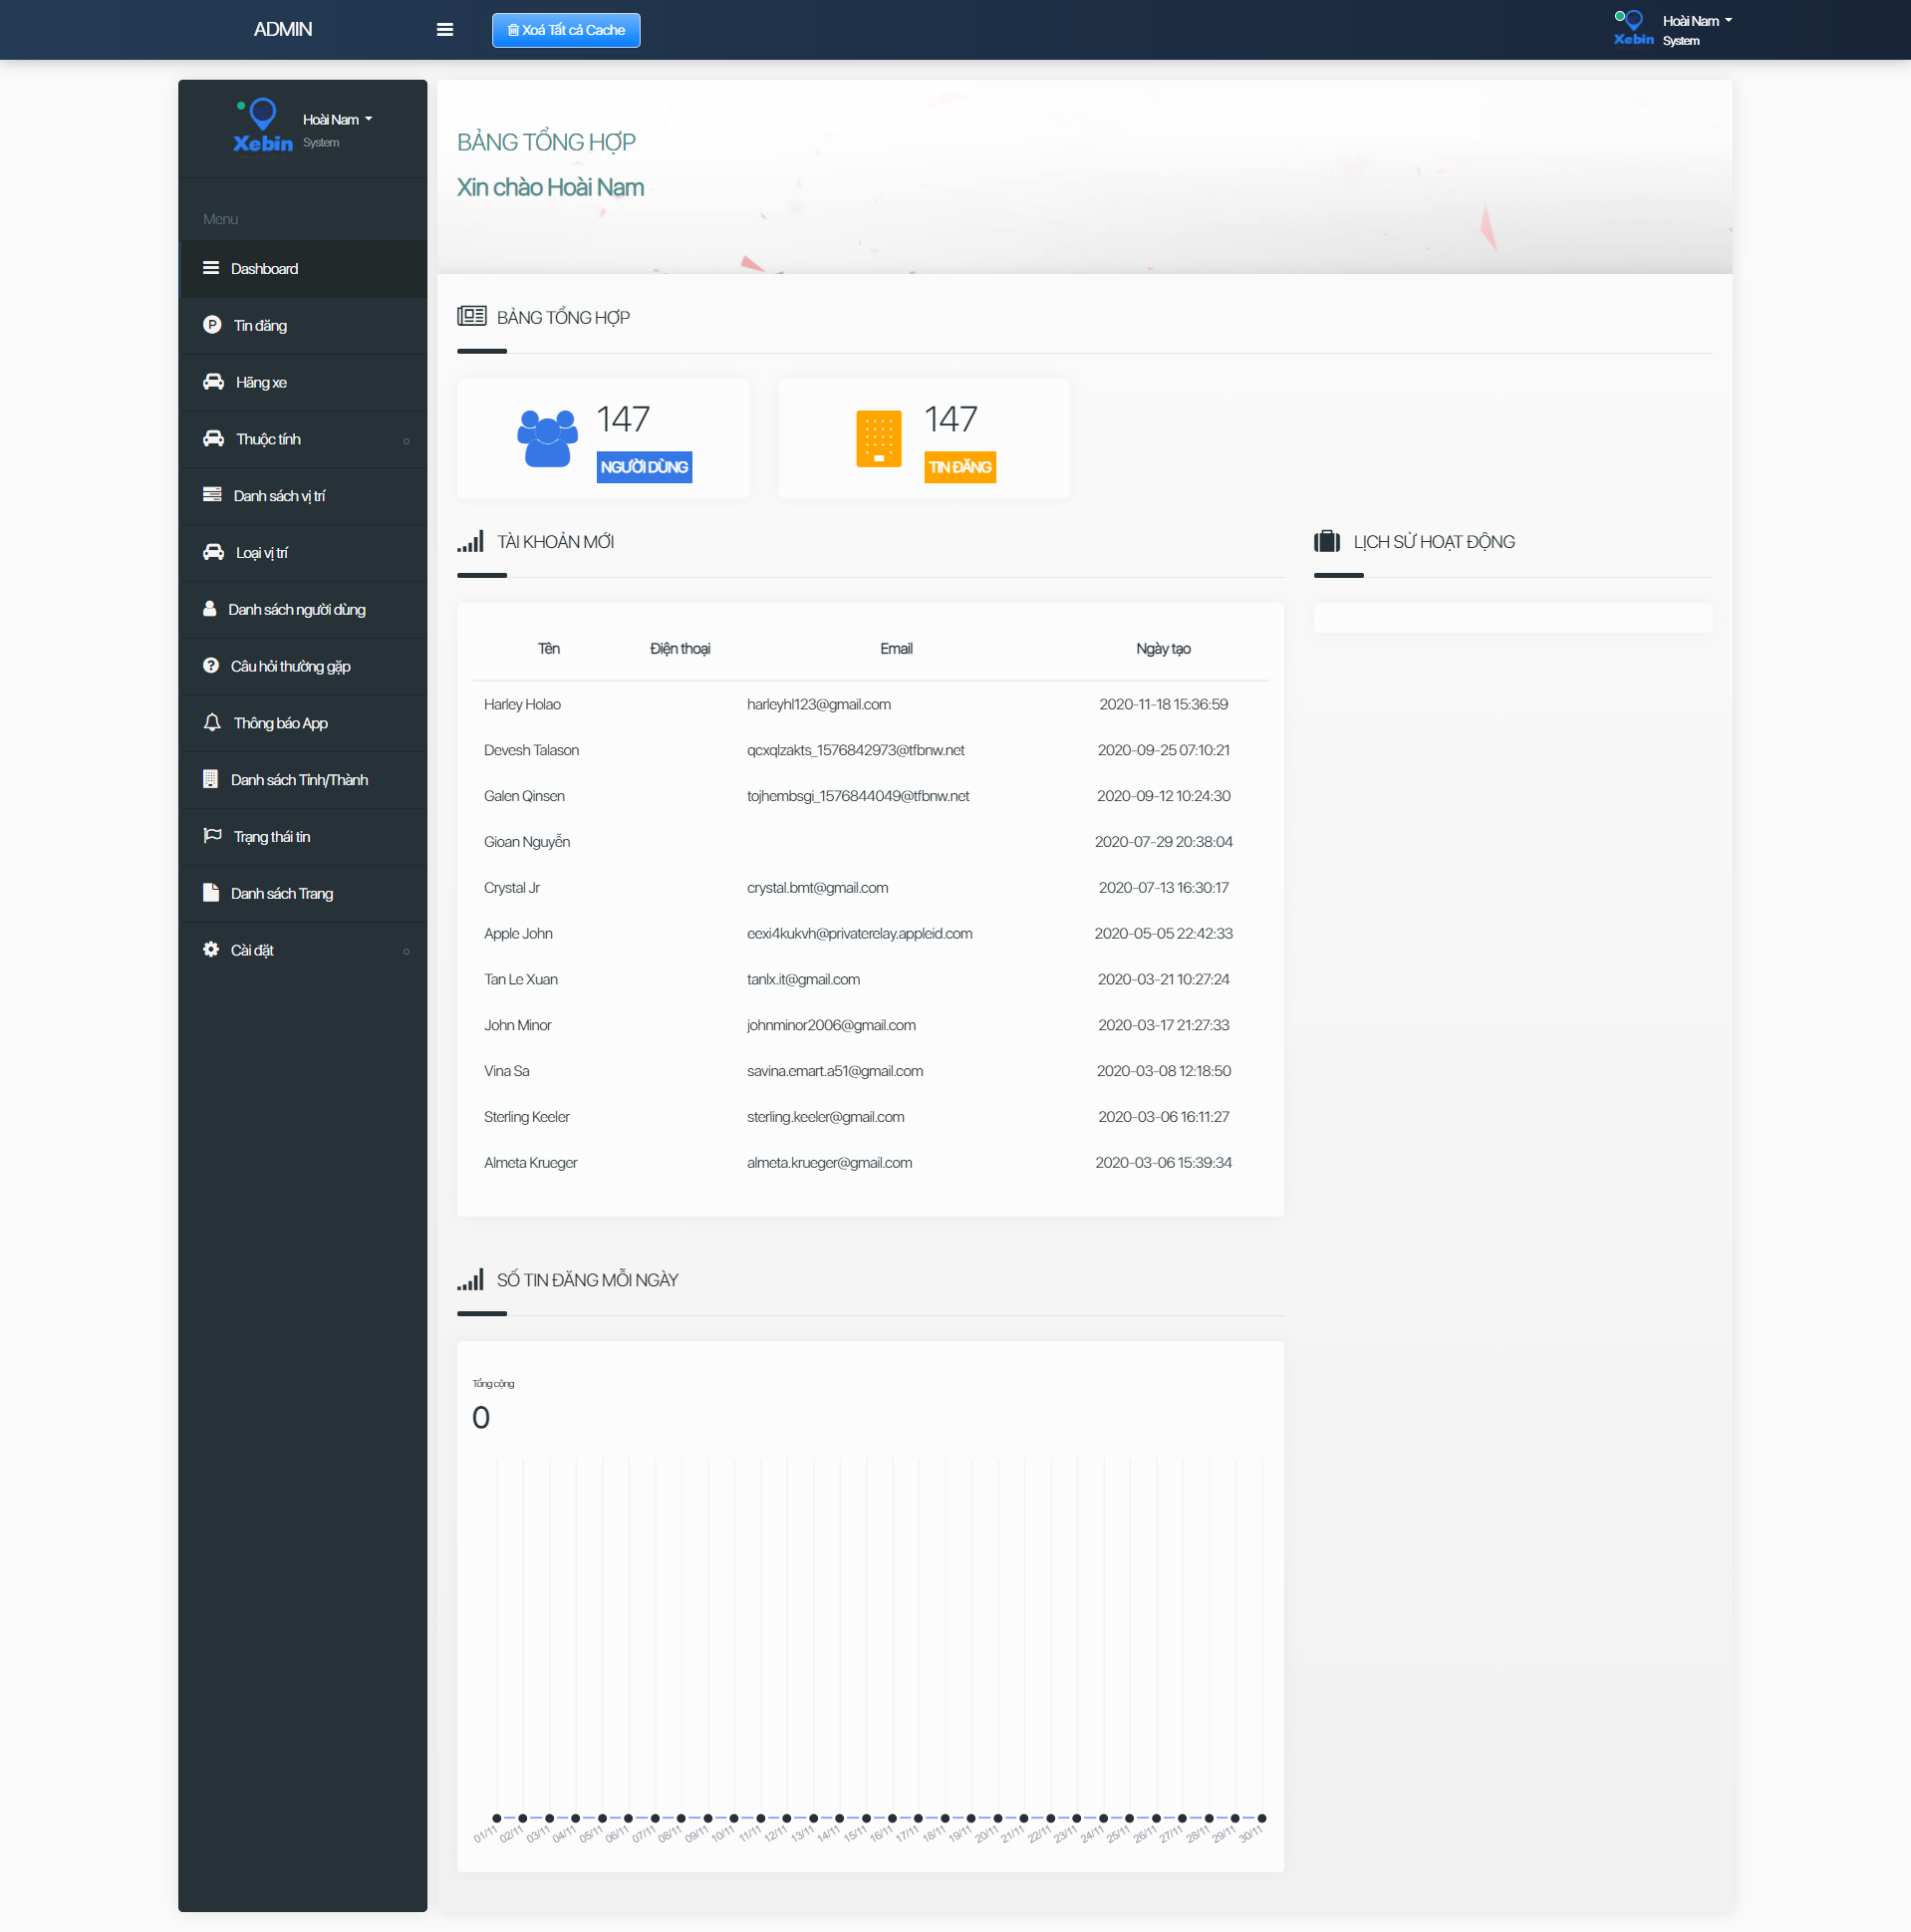 ADMIN
Xoá Tất cả Cache
Xebin
Hoài Nam
System
Xebin
Hoài Nam
System
Menu
Dashboard
Tin đăng
Hãng xe
Thuộc tính
Danh sách vị trí
Loại vị trí
Danh sách người dùng
Câu hỏi thường gặp
Thông báo App
Danh sách Tỉnh/Thành
Trạng thái tin
Danh sách Trang
Cài đặt
BẢNG TỔNG HỢP
Xin chào Hoài Nam
BẢNG TỔNG HỢP
147
NGƯỜI DÙNG
147
TIN ĐĂNG
TÀI KHOẢN MỚI
Tên Điện thoại Email Ngày tạo
Harley Holao harleyhl123@gmail.com 2020-11-18 15:36:59
Devesh Talason qcxqlzakts_1576842973@tfbnw.net 2020-09-25 07:10:21
Galen Qinsen tojhembsgi_1576844049@tfbnw.net 2020-09-12 10:24:30
Gioan Nguyễn 2020-07-29 20:38:04
Crystal Jr crystal.bmt@gmail.com 2020-07-13 16:30:17
Apple John eexi4kukvh@privaterelay.appleid.com 2020-05-05 22:42:33
Tan Le Xuan tanlx.it@gmail.com 2020-03-21 10:27:24
John Minor johnminor2006@gmail.com 2020-03-17 21:27:33
Vina Sa savina.emart.a51@gmail.com 2020-03-08 12:18:50
Sterling Keeler sterling.keeler@gmail.com 2020-03-06 16:11:27
Almeta Krueger almeta.krueger@gmail.com 2020-03-06 15:39:34
LỊCH SỬ HOẠT ĐỘNG
SỐ TIN ĐĂNG MỖI NGÀY
Tổng cộng
0
01/11 02/11 03/11 04/11 05/11 06/11 07/11 08/11 09/11 10/11 11/11 12/11 13/11 14/11 15/11 16/11 17/11 18/11 19/11 20/11 21/11 22/11 23/11 24/11 25/11 26/11 27/11 28/11 29/11 30/11